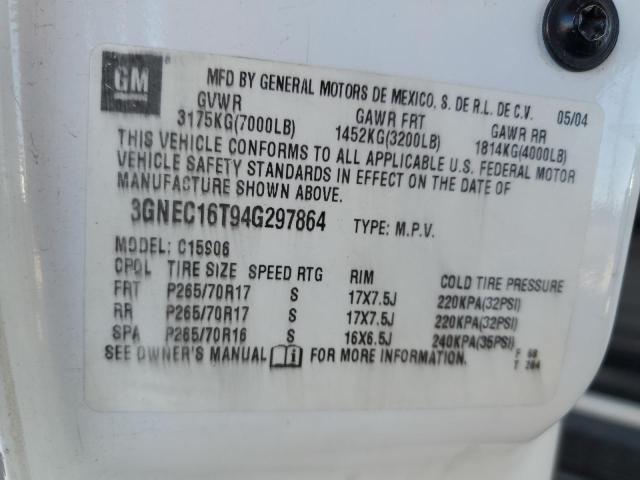 GM
MFD BY GENERAL MOTORS DE MEXICO, S. DE R.L. DE C.V. 05/04
GVWR GAWR FRT GAWR RR
3175KG(7000LB) 1452KG(3200LB) 1814KG(4000LB)
THIS VEHICLE CONFORMS TO ALL APPLICABLE U.S. FEDERAL MOTOR
VEHICLE SAFETY STANDARDS IN EFFECT ON THE DATE OF
MANUFACTURE SHOWN ABOVE.
3GNEC16T94G297864 TYPE: M.P.V.
MODEL: C15906
CPOL TIRE SIZE SPEED RTG RIM COLD TIRE PRESSURE
FRT P265/70R17 S 17X7.5J 220KPA(32PSI)
RR P265/70R17 S 17X7.5J 220KPA(32PSI)
SPA P265/70R16 S 16X6.5J 240KPA(35PSI)
SEE OWNER'S MANUAL FOR MORE INFORMATION.
F
T 284